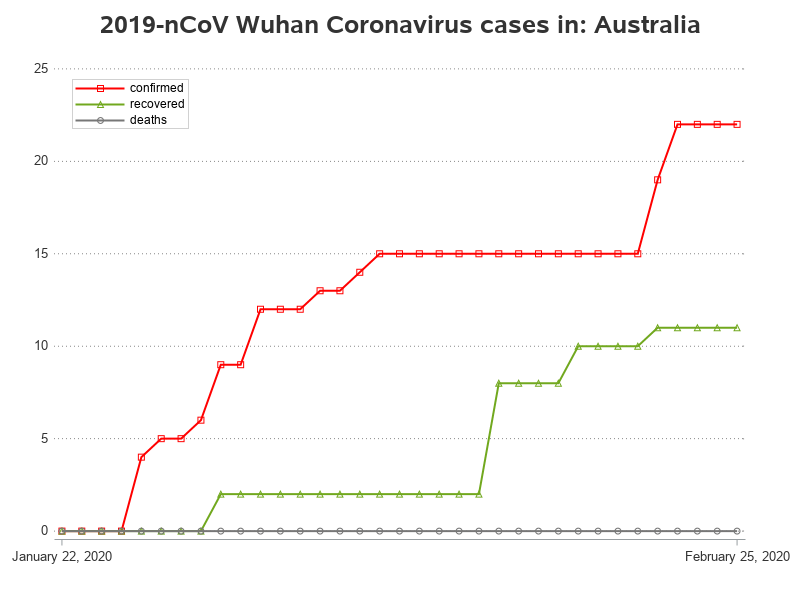 2019-nCoV Wuhan Coronavirus cases in: Australia
25
confirmed
recovered
deaths
20
15
10
5
0
January 22, 2020 February 25, 2020